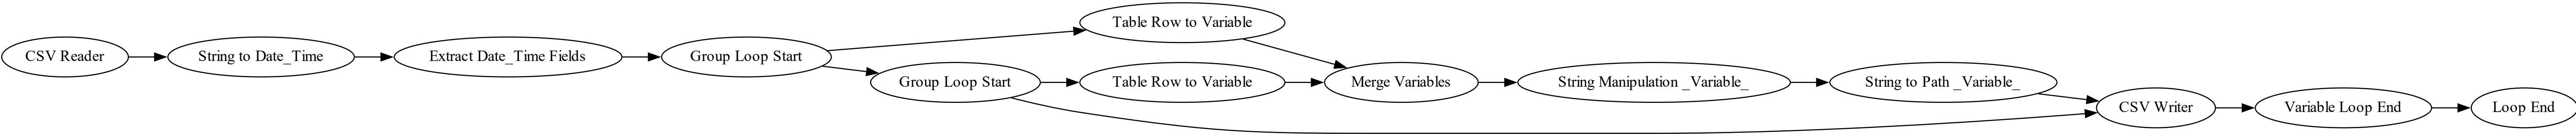 CSV Reader
String to Date_Time
Extract Date_Time Fields
Group Loop Start
Table Row to Variable
Group Loop Start
Table Row to Variable
Merge Variables
String Manipulation _Variable_
String to Path _Variable_
CSV Writer
Variable Loop End
Loop End